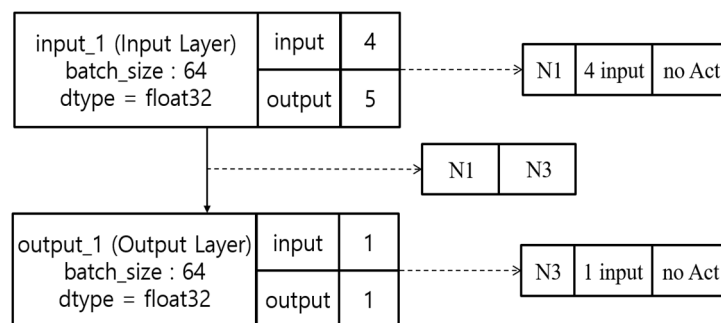 input_1 (Input Layer)
batch_size : 64
dtype = float32
input 4
output 5
N1 4 input no Act
N1 N3
output_1 (Output Layer)
batch_size : 64
dtype = float32
input 1
output 1
N3 1 input no Act